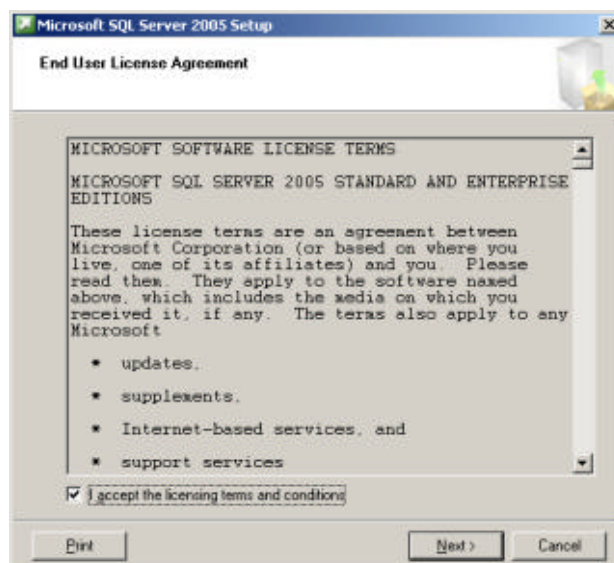 Microsoft SQL Server 2005 Setup
End User License Agreement
MICROSOFT SOFTWARE LICENSE TERMS
MICROSOFT SQL SERVER 2005 STANDARD AND ENTERPRISE
EDITIONS
These license terms are an agreement between
Microsoft Corporation (or based on where you
live, one of its affiliates) and you. Please
read them. They apply to the software named
above, which includes the media on which you
received it, if any. The terms also apply to any
Microsoft
* updates,
* supplements,
* Internet-based services, and
* support services
I accept the licensing terms and conditions
Print
Next >
Cancel